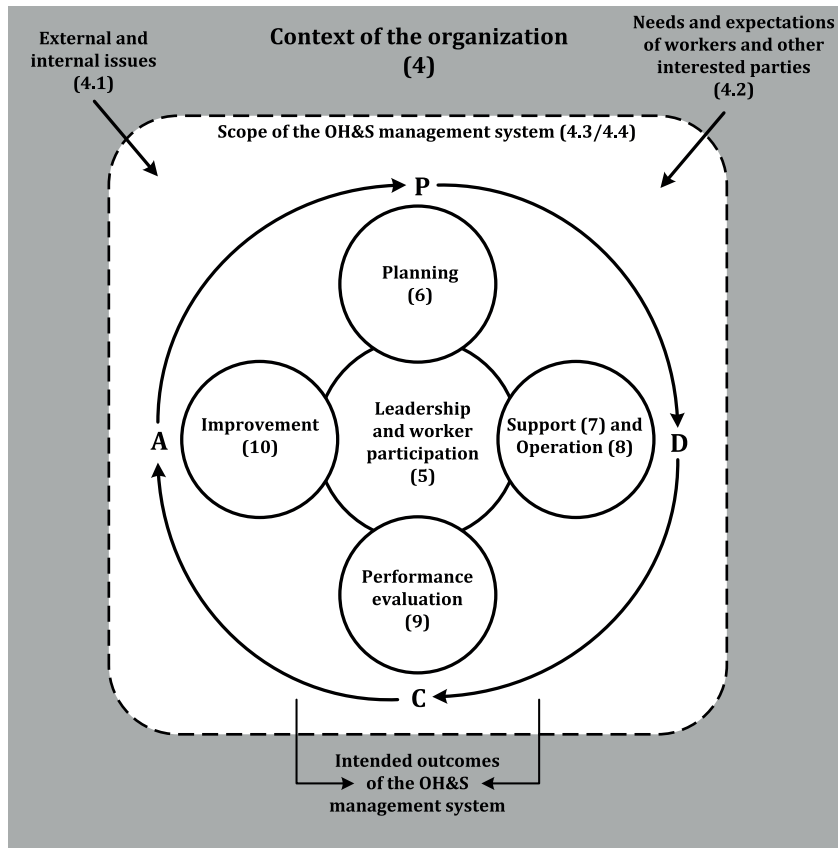 External and
internal issues
(4.1)
Context of the organization
(4)
Needs and expectations
of workers and other
interested parties
(4.2)
Scope of the OH&S management system (4.3/4.4)
P
Planning
(6)
A
Improvement
(10)
Leadership
and worker
participation
(5)
Support (7) and
Operation (8)
D
Performance
evaluation
(9)
C
Intended outcomes
of the OH&S
management system